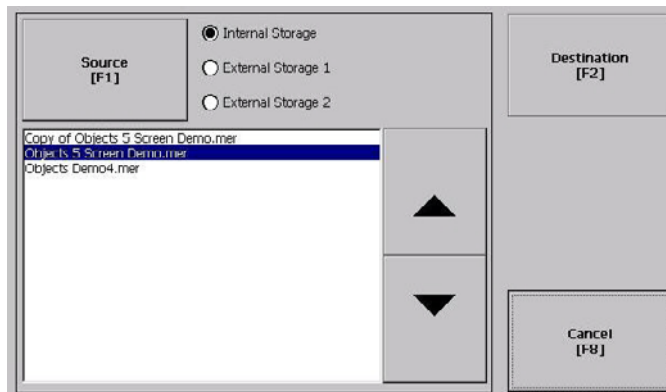 Source
[F1]
Internal Storage
External Storage 1
External Storage 2
Destination
[F2]
Copy of Objects 5 Screen Demo.mer
Objects 5 Screen Demo.mer
Objects Demo4.mer
Cancel
[F8]